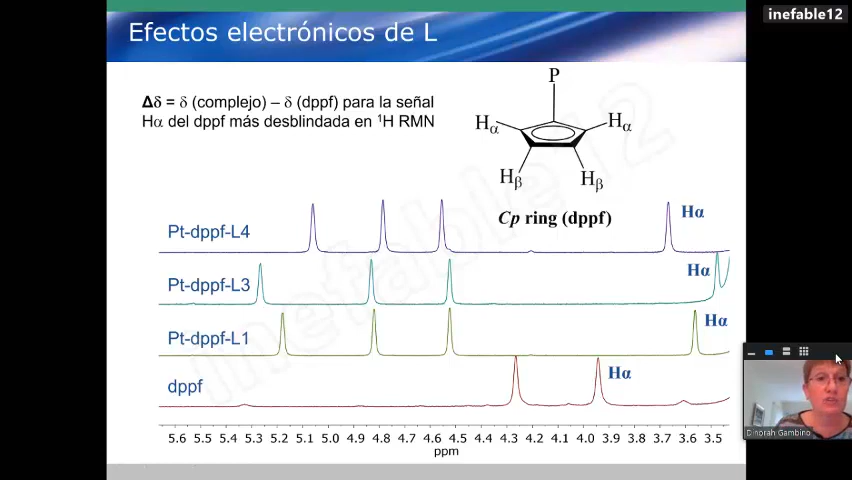 inefable12
Efectos electrónicos de L
Δδ = δ (complejo) – δ (dppf) para la señal
Hα del dppf más desblindada en ¹H RMN
P
Hα
Hα
Hβ
Hβ
Cp ring (dppf)
Pt-dppf-L4
Hα
Pt-dppf-L3
Hα
Pt-dppf-L1
Hα
dppf
Hα
5.6 5.5 5.4 5.3 5.2 5.1 5.0 4.9 4.8 4.7 4.6 4.5 4.4 4.3 4.2 4.1 4.0 3.9 3.8 3.7 3.6 3.5
ppm
Dinorah Gambino
inefable12